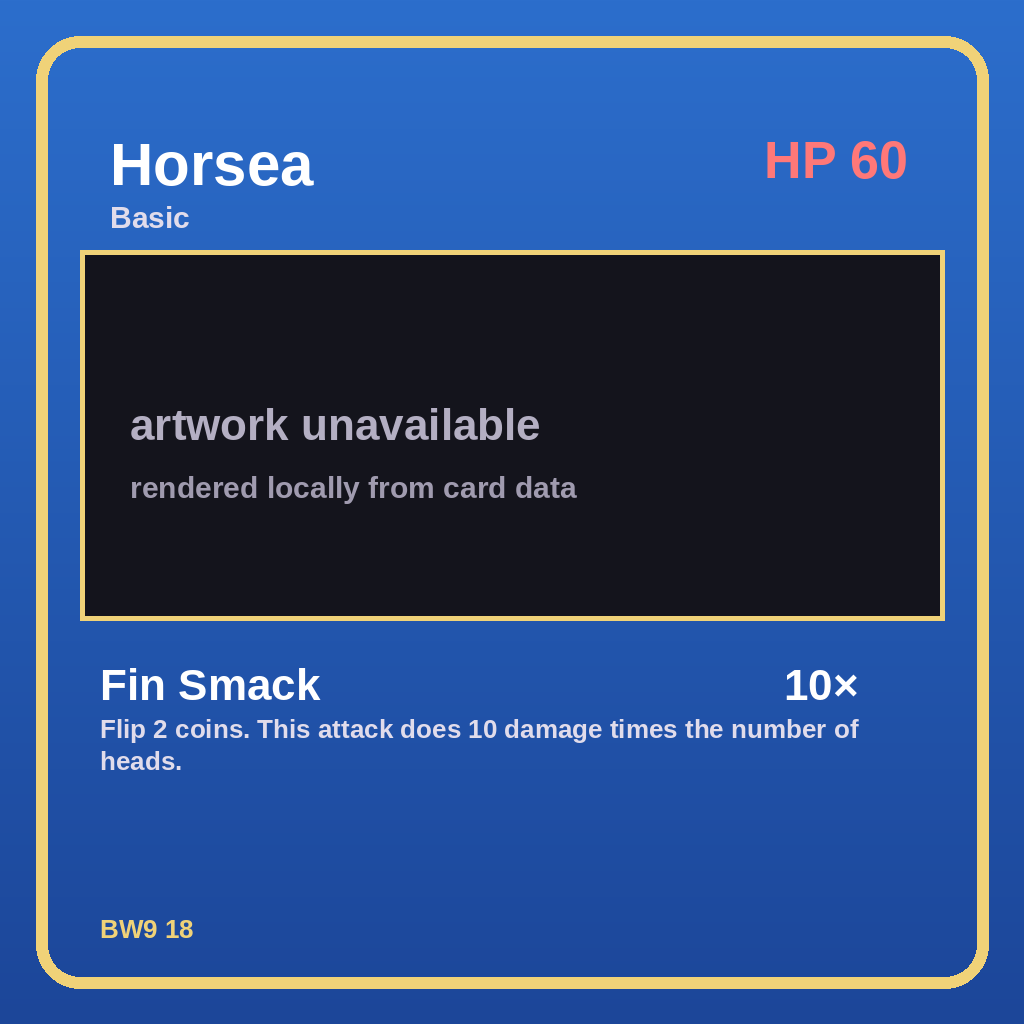 Horsea
HP 60
Basic
artwork unavailable
rendered locally from card data
Fin Smack
10×
Flip 2 coins. This attack does 10 damage times the number of
heads.
BW9 18